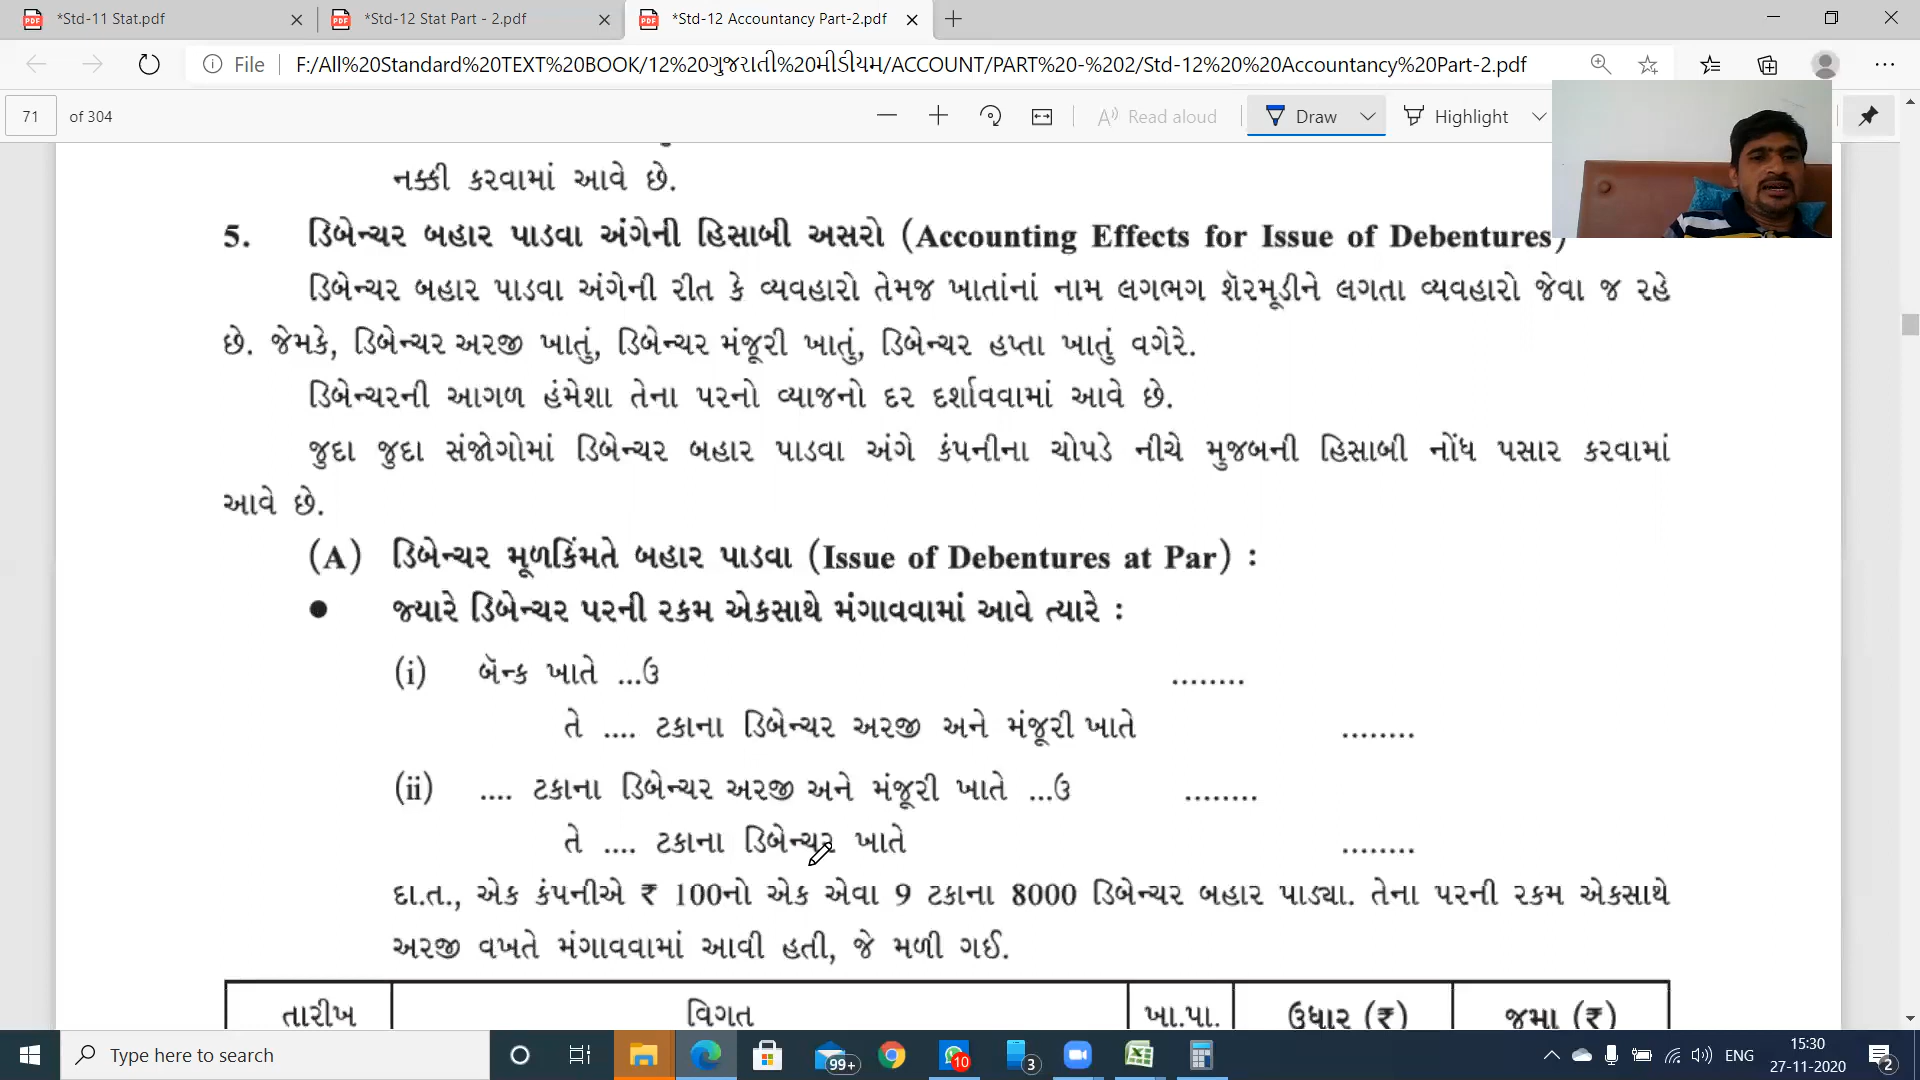 *Std-11 Stat.pdf
*Std-12 Stat Part - 2.pdf
*Std-12 Accountancy Part-2.pdf
File
F:/All%20Standard%20TEXT%20BOOK/12%20ગુજરાતી%20મીડીયમ/ACCOUNT/PART%20-%202/Std-12%20%20Accountancy%20Part-2.pdf
71 of 304
Read aloud
Draw
Highlight
નક્કી કરવામાં આવે છે.
5. ડિબેન્ચર બહાર પાડવા અંગેની હિસાબી અસરો (Accounting Effects for Issue of Debentures)
ડિબેન્ચર બહાર પાડવા અંગેની રીત કે વ્યવહારો તેમજ ખાતાંનાં નામ લગભગ શૅરમૂડીને લગતા વ્યવહારો જેવા જ રહે
છે. જેમકે, ડિબેન્ચર અરજી ખાતું, ડિબેન્ચર મંજૂરી ખાતું, ડિબેન્ચર હપ્તા ખાતું વગેરે.
ડિબેન્ચરની આગળ હંમેશા તેના પરનો વ્યાજનો દર દર્શાવવામાં આવે છે.
જુદા જુદા સંજોગોમાં ડિબેન્ચર બહાર પાડવા અંગે કંપનીના ચોપડે નીચે મુજબની હિસાબી નોંધ પસાર કરવામાં
આવે છે.
(A) ડિબેન્ચર મૂળકિંમતે બહાર પાડવા (Issue of Debentures at Par) :
● જ્યારે ડિબેન્ચર પરની રકમ એકસાથે મંગાવવામાં આવે ત્યારે :
(i) બૅન્ક ખાતે ...ઉ ........
તે .... ટકાના ડિબેન્ચર અરજી અને મંજૂરી ખાતે ........
(ii) .... ટકાના ડિબેન્ચર અરજી અને મંજૂરી ખાતે ...ઉ ........
તે .... ટકાના ડિબેન્ચર ખાતે ........
દા.ત., એક કંપનીએ ₹ 100નો એક એવા 9 ટકાના 8000 ડિબેન્ચર બહાર પાડ્યા. તેના પરની રકમ એકસાથે
અરજી વખતે મંગાવવામાં આવી હતી, જે મળી ગઈ.
તારીખ વિગત ખા.પા. ઉધાર (₹) જમા (₹)
Type here to search
99+
10
3
ENG
15:30
27-11-2020
2